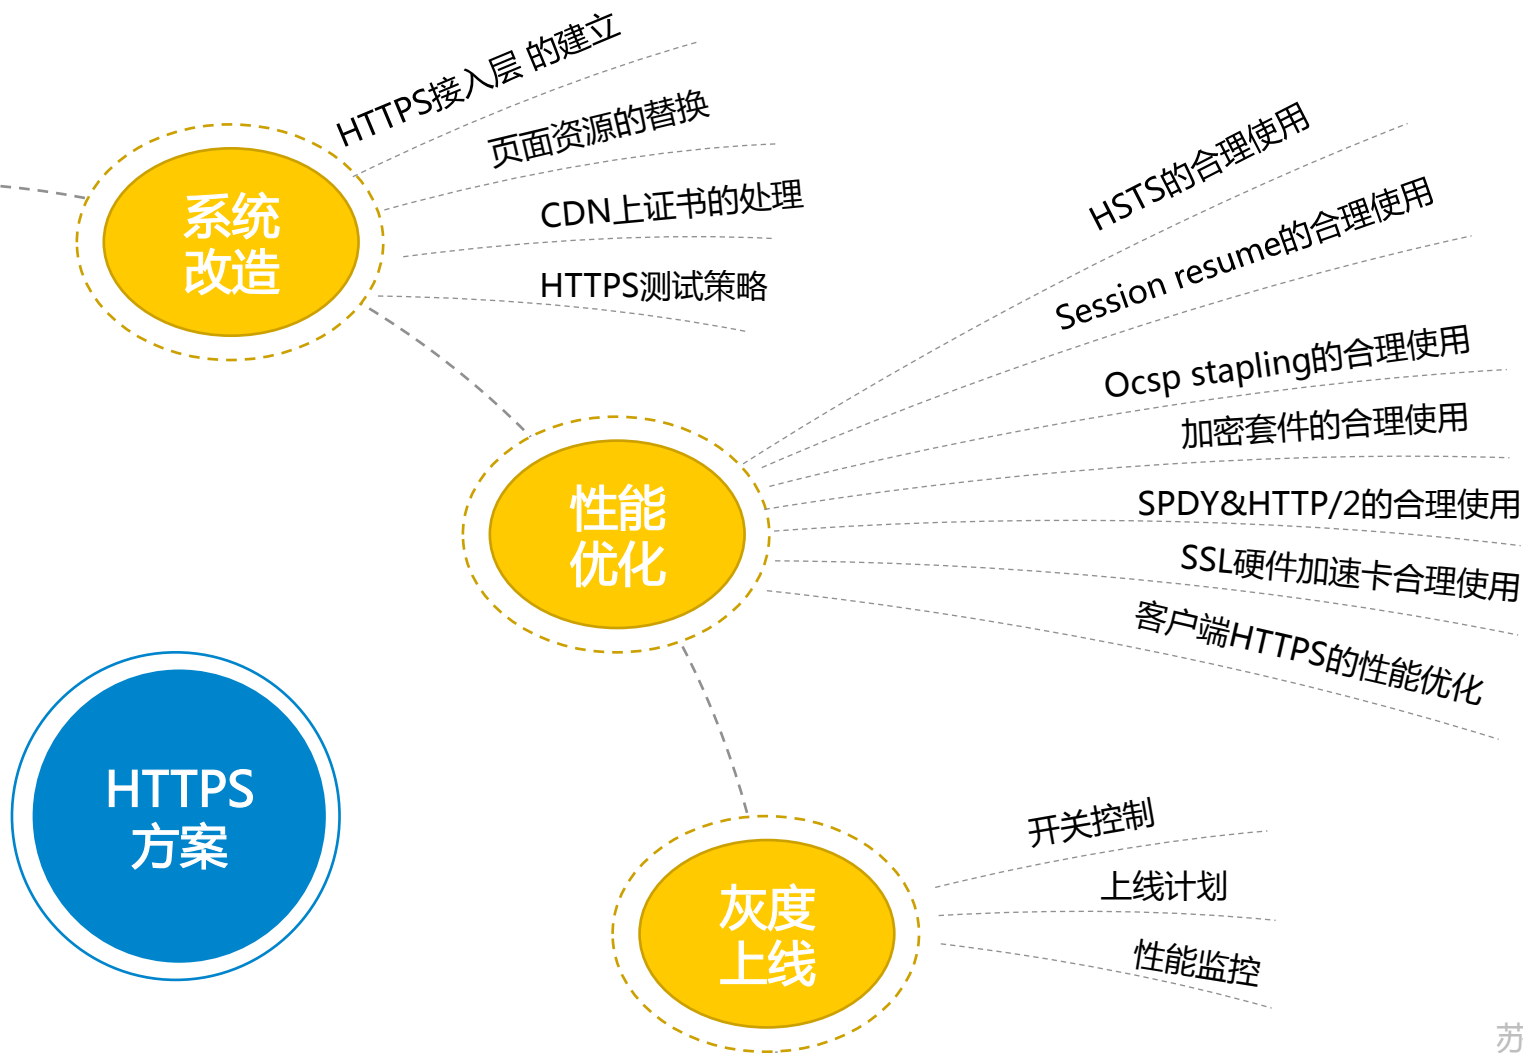 HTTPS接入层 的建立
页面资源的替换
CDN上证书的处理
HTTPS测试策略
系统
改造
HSTS的合理使用
Session resume的合理使用
Ocsp stapling的合理使用
加密套件的合理使用
SPDY&HTTP/2的合理使用
SSL硬件加速卡合理使用
客户端HTTPS的性能优化
性能
优化
HTTPS
方案
开关控制
上线计划
性能监控
灰度
上线
苏